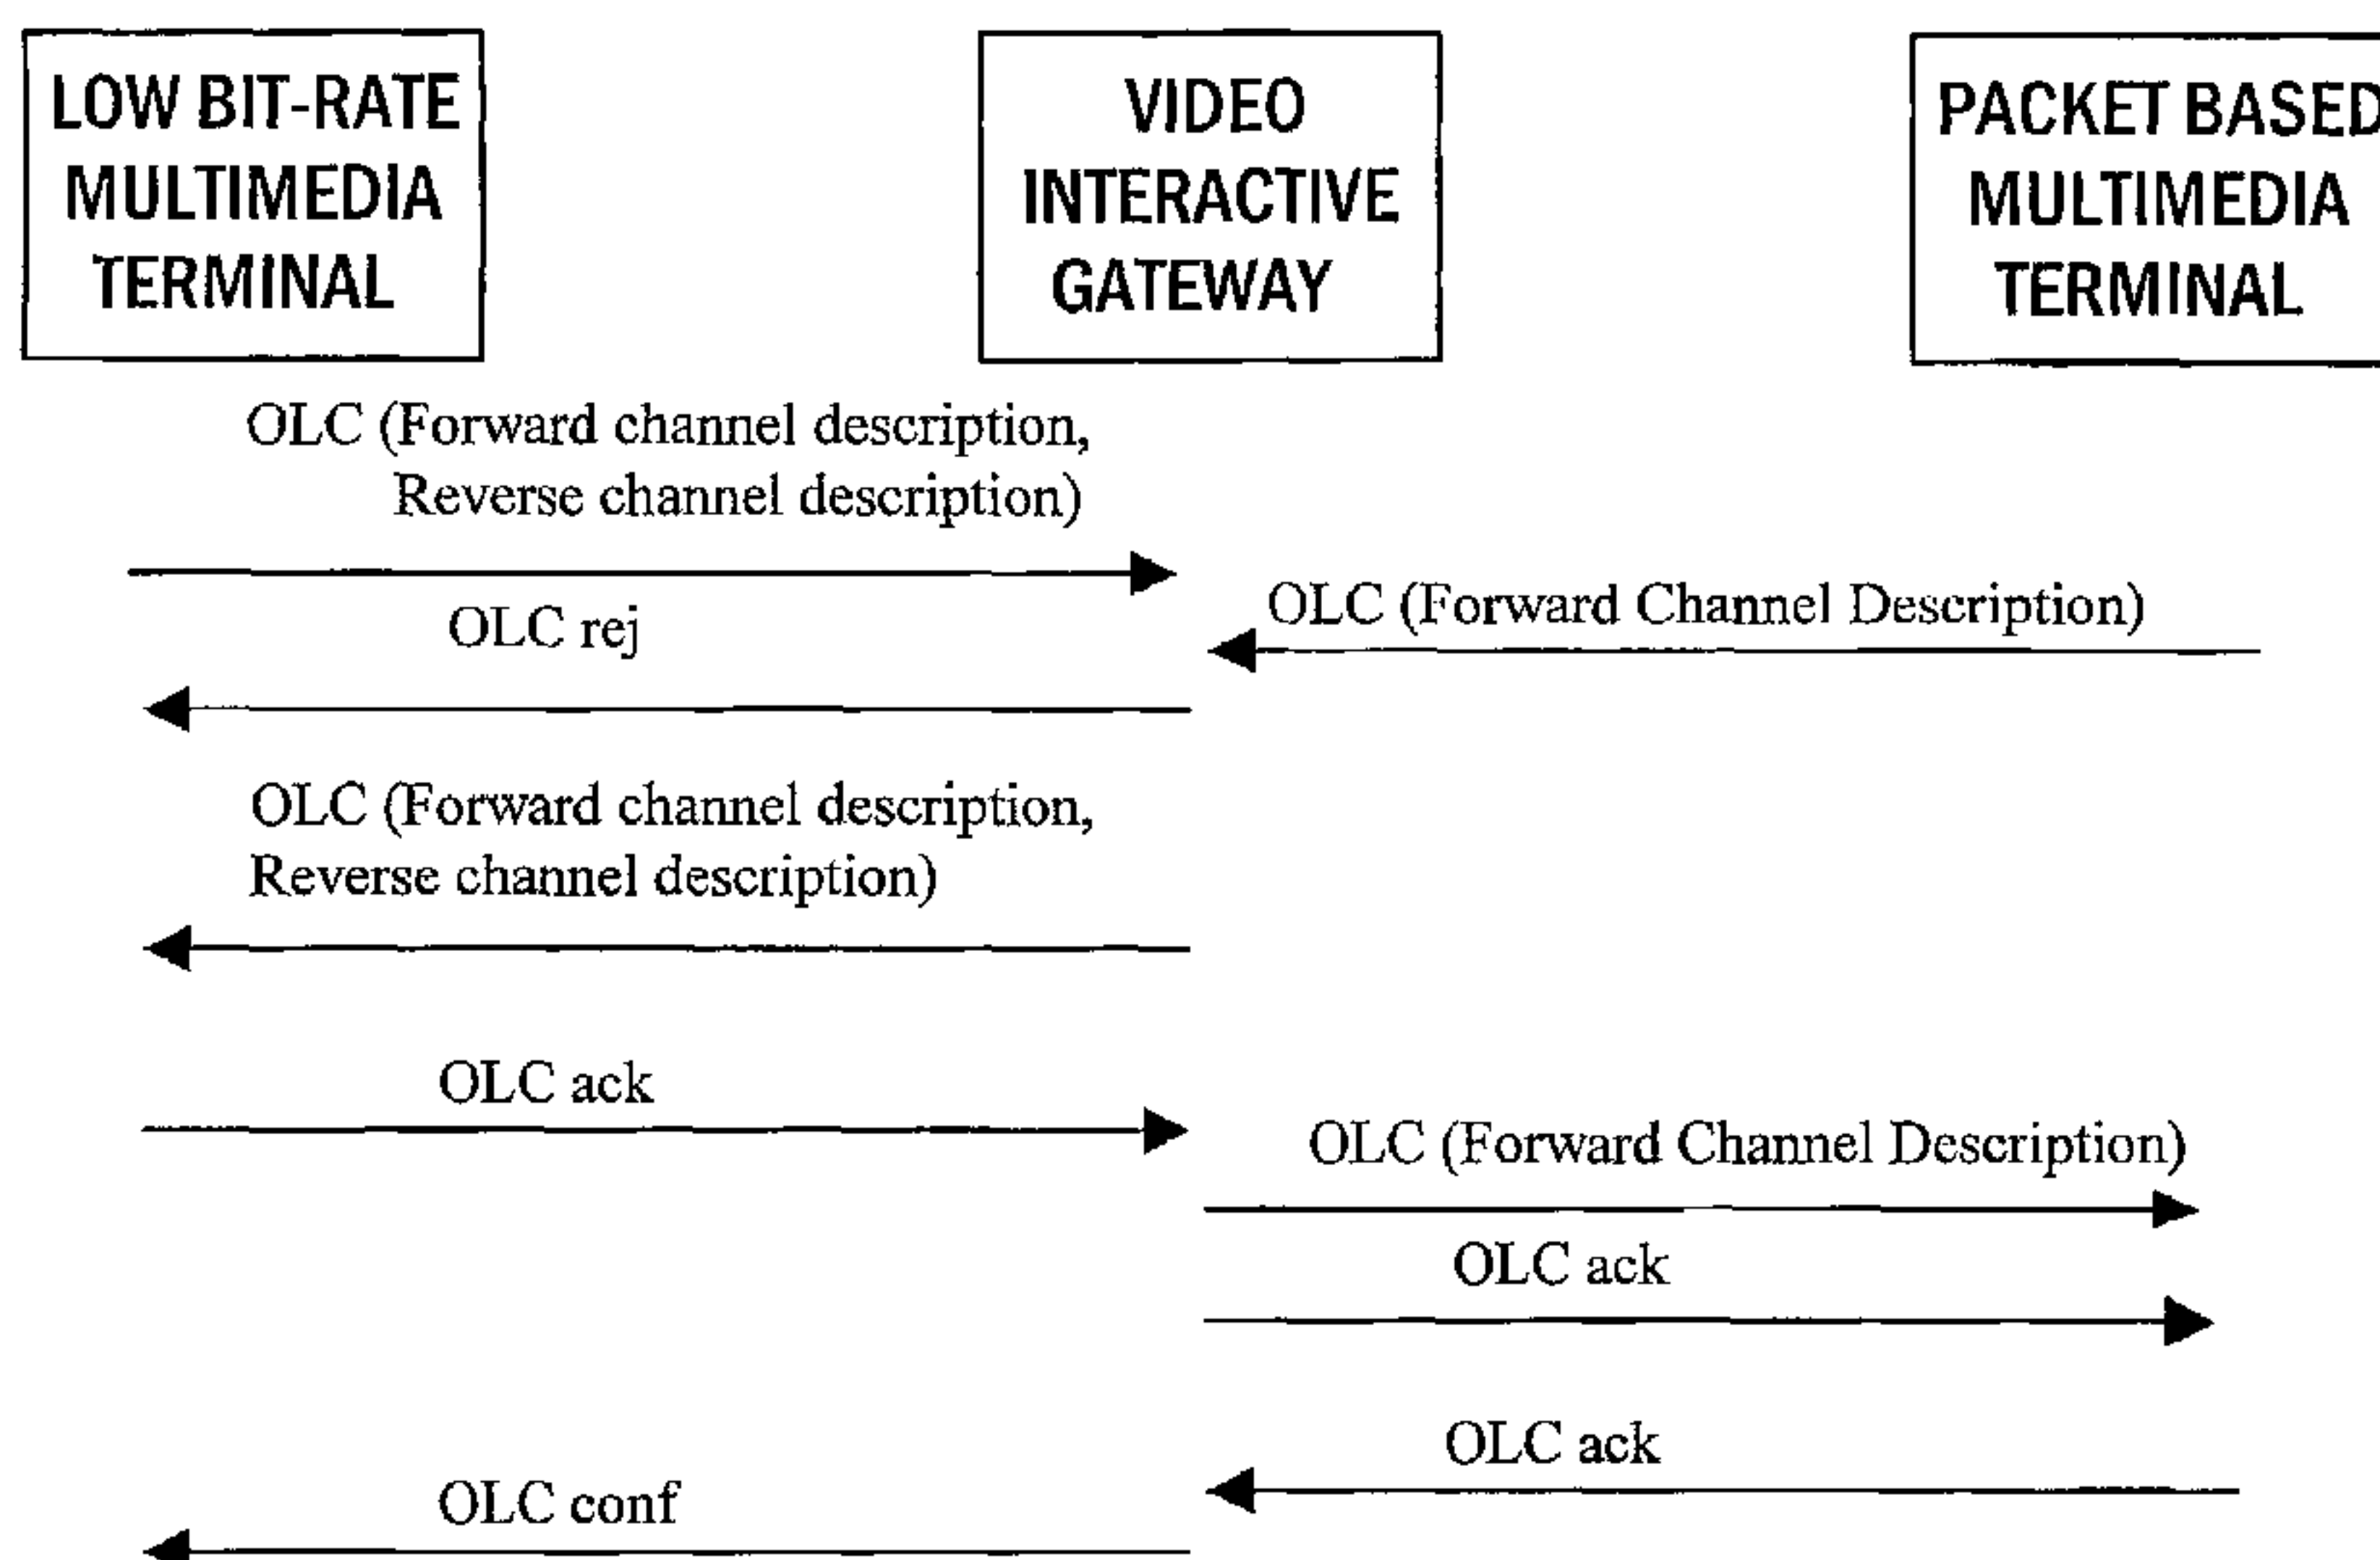 LOW BIT-RATE
MULTIMEDIA
TERMINAL
VIDEO
INTERACTIVE
GATEWAY
PACKET BASED
MULTIMEDIA
TERMINAL
OLC (Forward channel description,
Reverse channel description)
OLC (Forward Channel Description)
OLC rej
OLC (Forward channel description,
Reverse channel description)
OLC ack
OLC (Forward Channel Description)
OLC ack
OLC ack
OLC conf